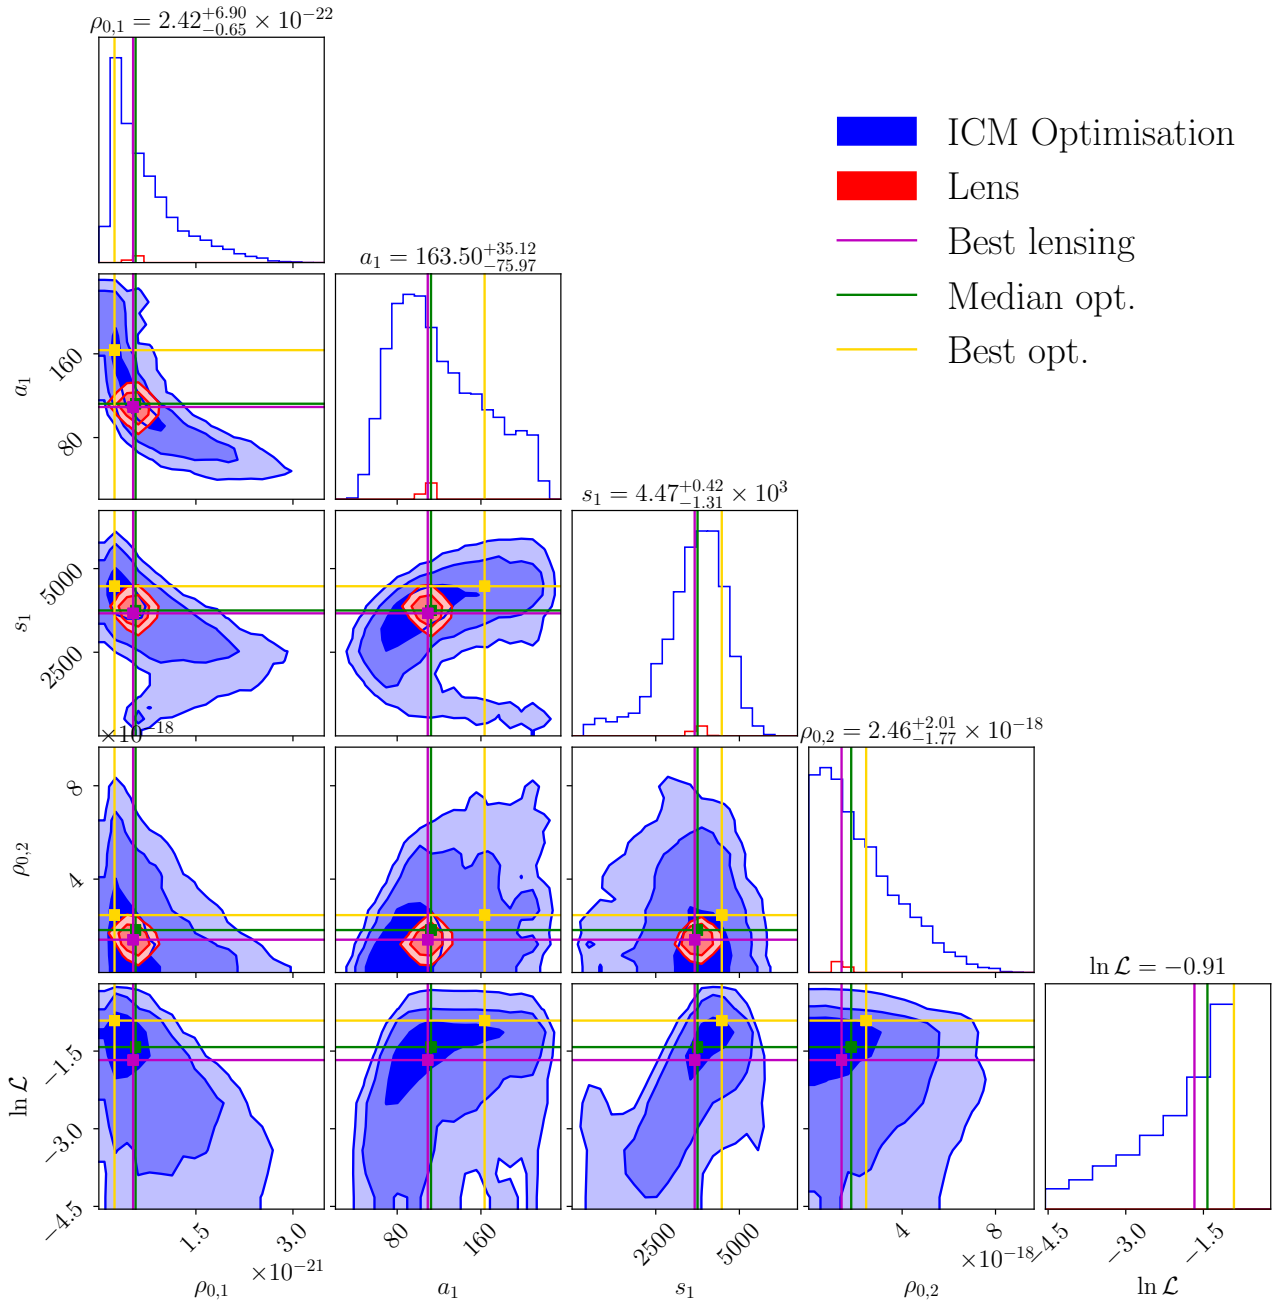 ρ₀,₁ = 2.42 +6.90 −0.65 × 10⁻²²
ICM Optimisation
Lens
Best lensing
Median opt.
Best opt.
a₁ = 163.50 +35.12 −75.97
a₁
160
80
s₁ = 4.47 +0.42 −1.31 × 10³
s₁
5000
2500
×10⁻¹⁸
ρ₀,₂ = 2.46 +2.01 −1.77 × 10⁻¹⁸
ρ₀,₂
8
4
ln ℒ = −0.91
ln ℒ
−1.5
−3.0
−4.5
1.5 3.0
×10⁻²¹
ρ₀,₁
80 160
a₁
2500 5000
s₁
4 8
×10⁻¹⁸
ρ₀,₂
−4.5 −3.0 −1.5
ln ℒ